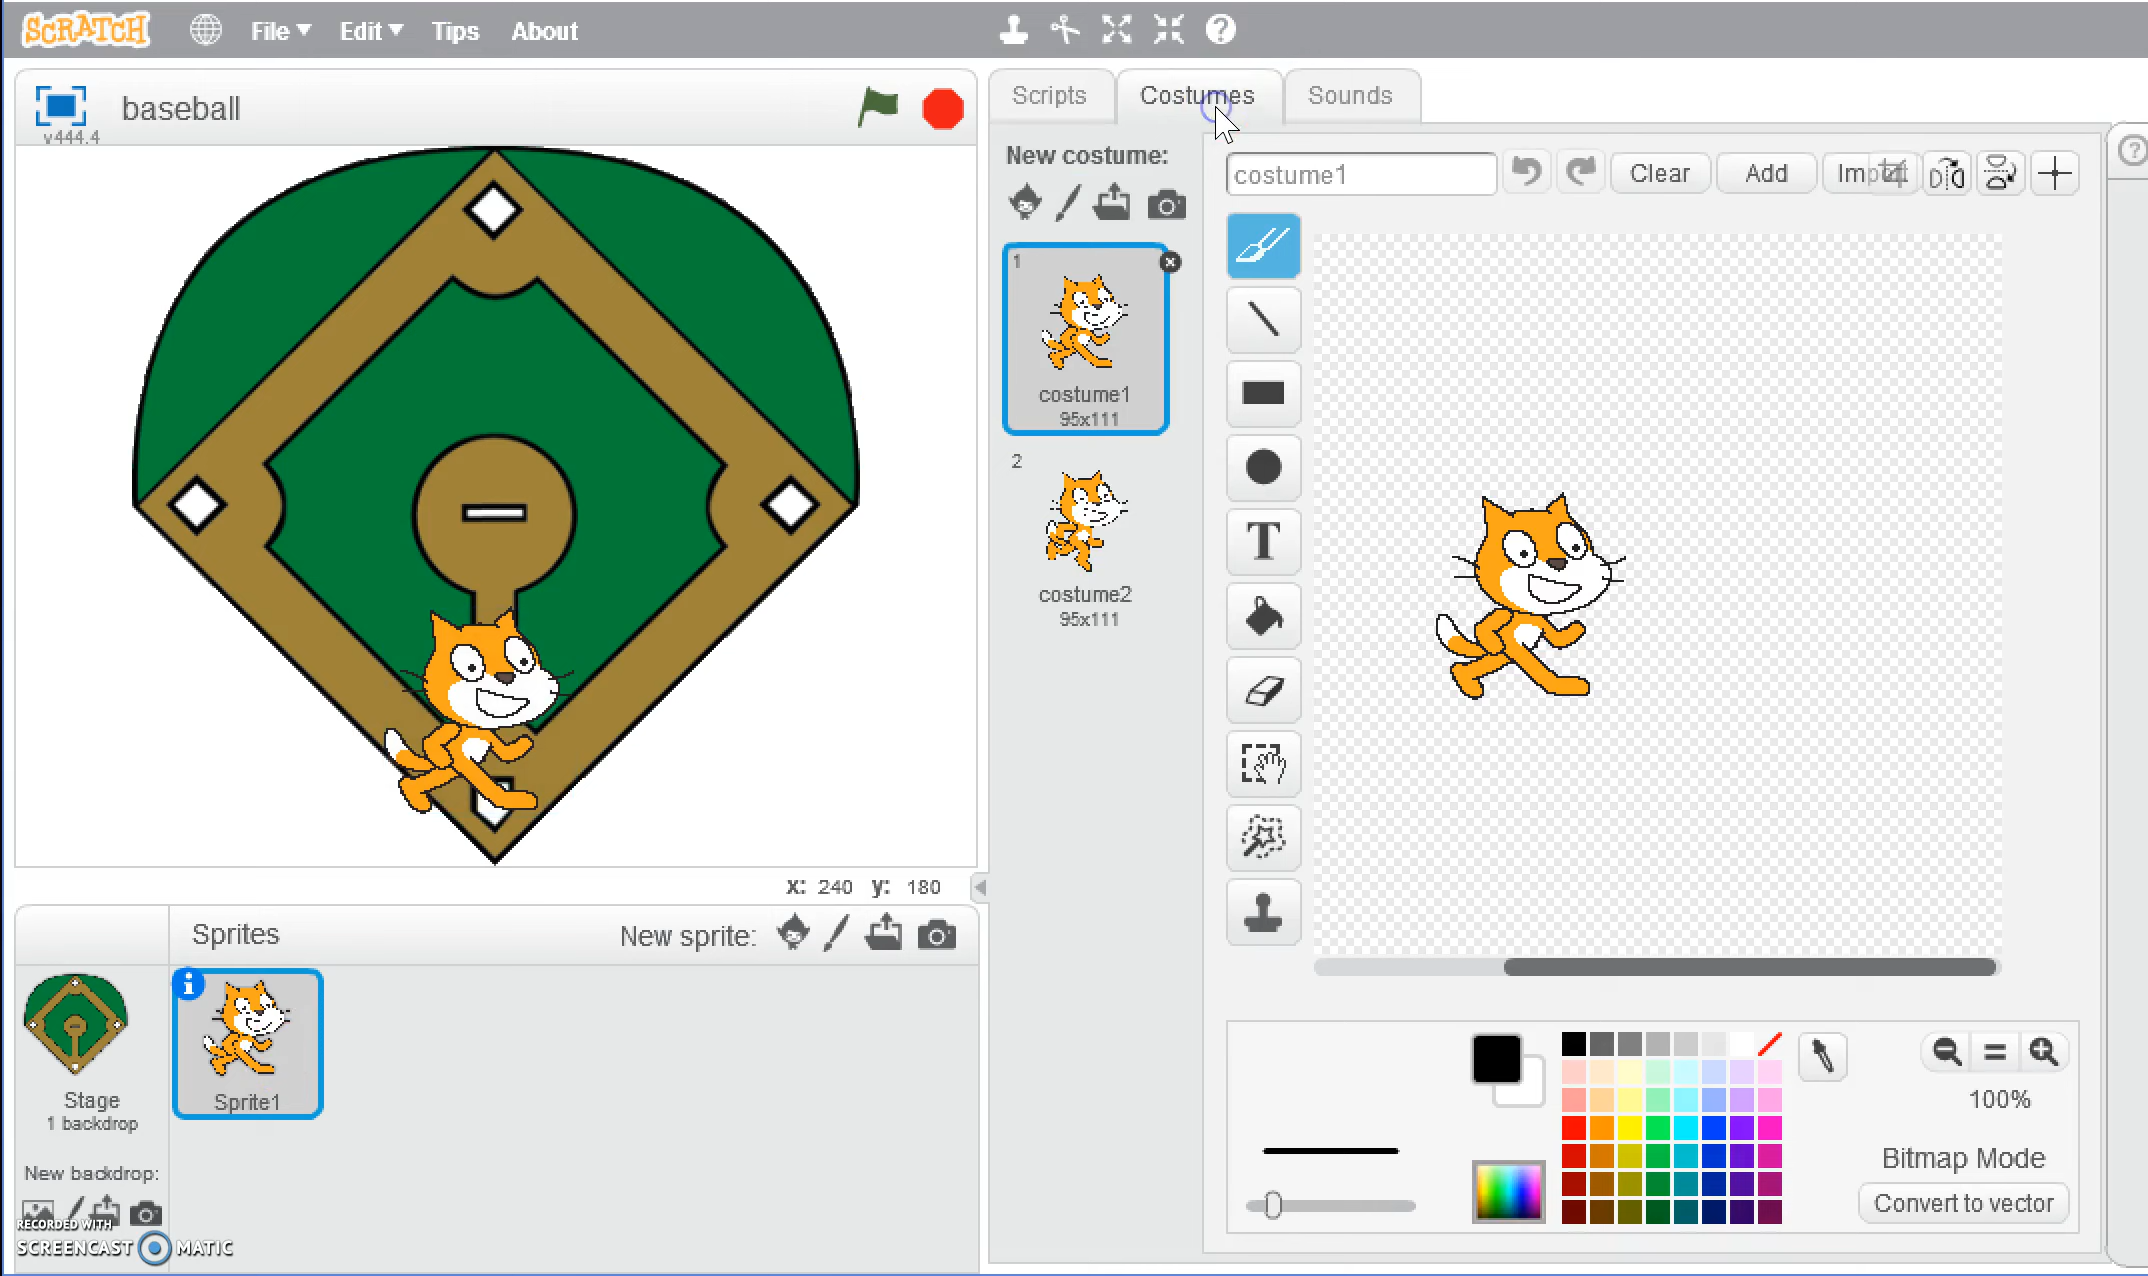 SCRATCH
File Edit Tips About
baseball
v444.4
Scripts Costumes Sounds
New costume:
costume1
Clear Add Import
1
costume1
95x111
2
costume2
95x111
T
x: 240 y: 180
Sprites New sprite:
Sprite1
Stage
1 backdrop
New backdrop:
100%
Bitmap Mode
Convert to vector
RECORDED WITH
SCREENCAST MATIC